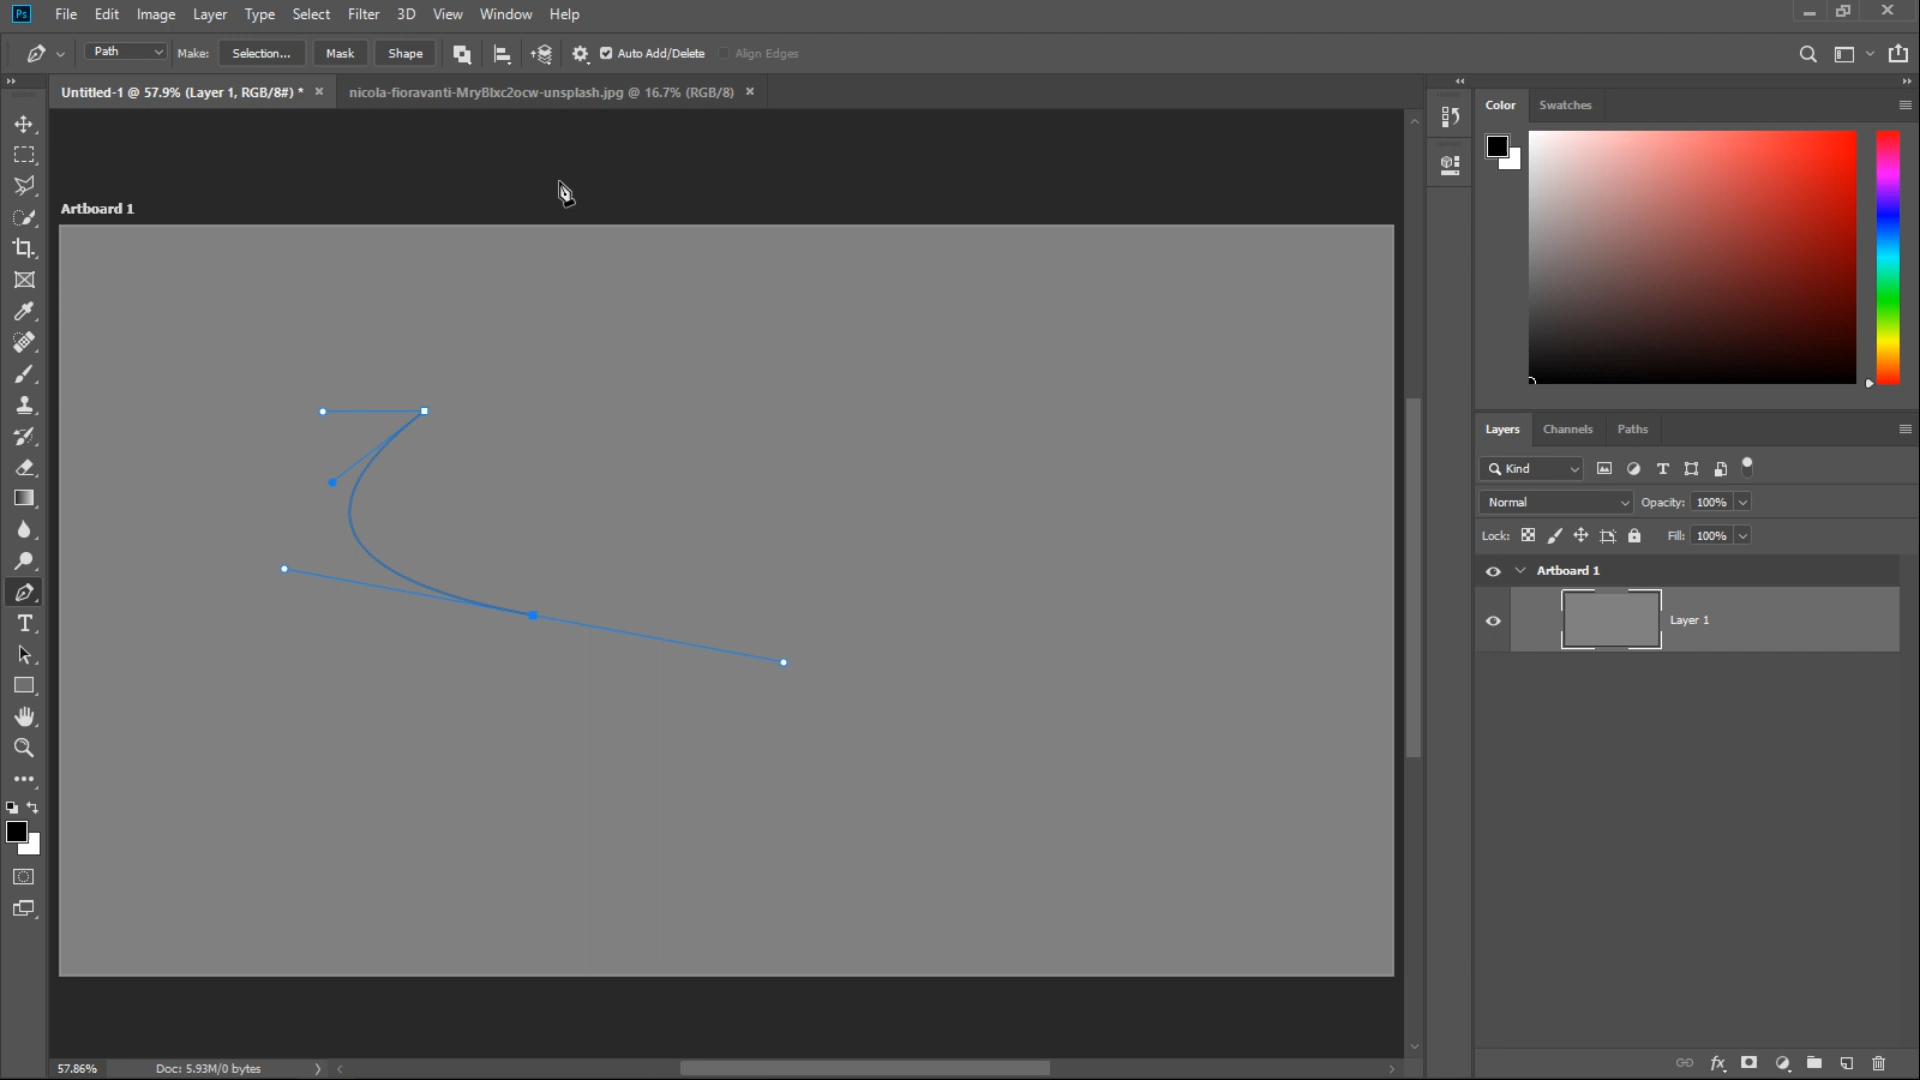 Ps File Edit Image Layer Type Select Filter 3D View Window Help
Path Make: Selection... Mask Shape Auto Add/Delete Align Edges
Untitled-1 @ 57.9% (Layer 1, RGB/8#) * nicola-fioravanti-MryBlxc2ocw-unsplash.jpg @ 16.7% (RGB/8)
Color Swatches
Artboard 1
Layers Channels Paths
Kind
Normal Opacity: 100%
Lock: Fill: 100%
Artboard 1
Layer 1
57.86% Doc: 5.93M/0 bytes